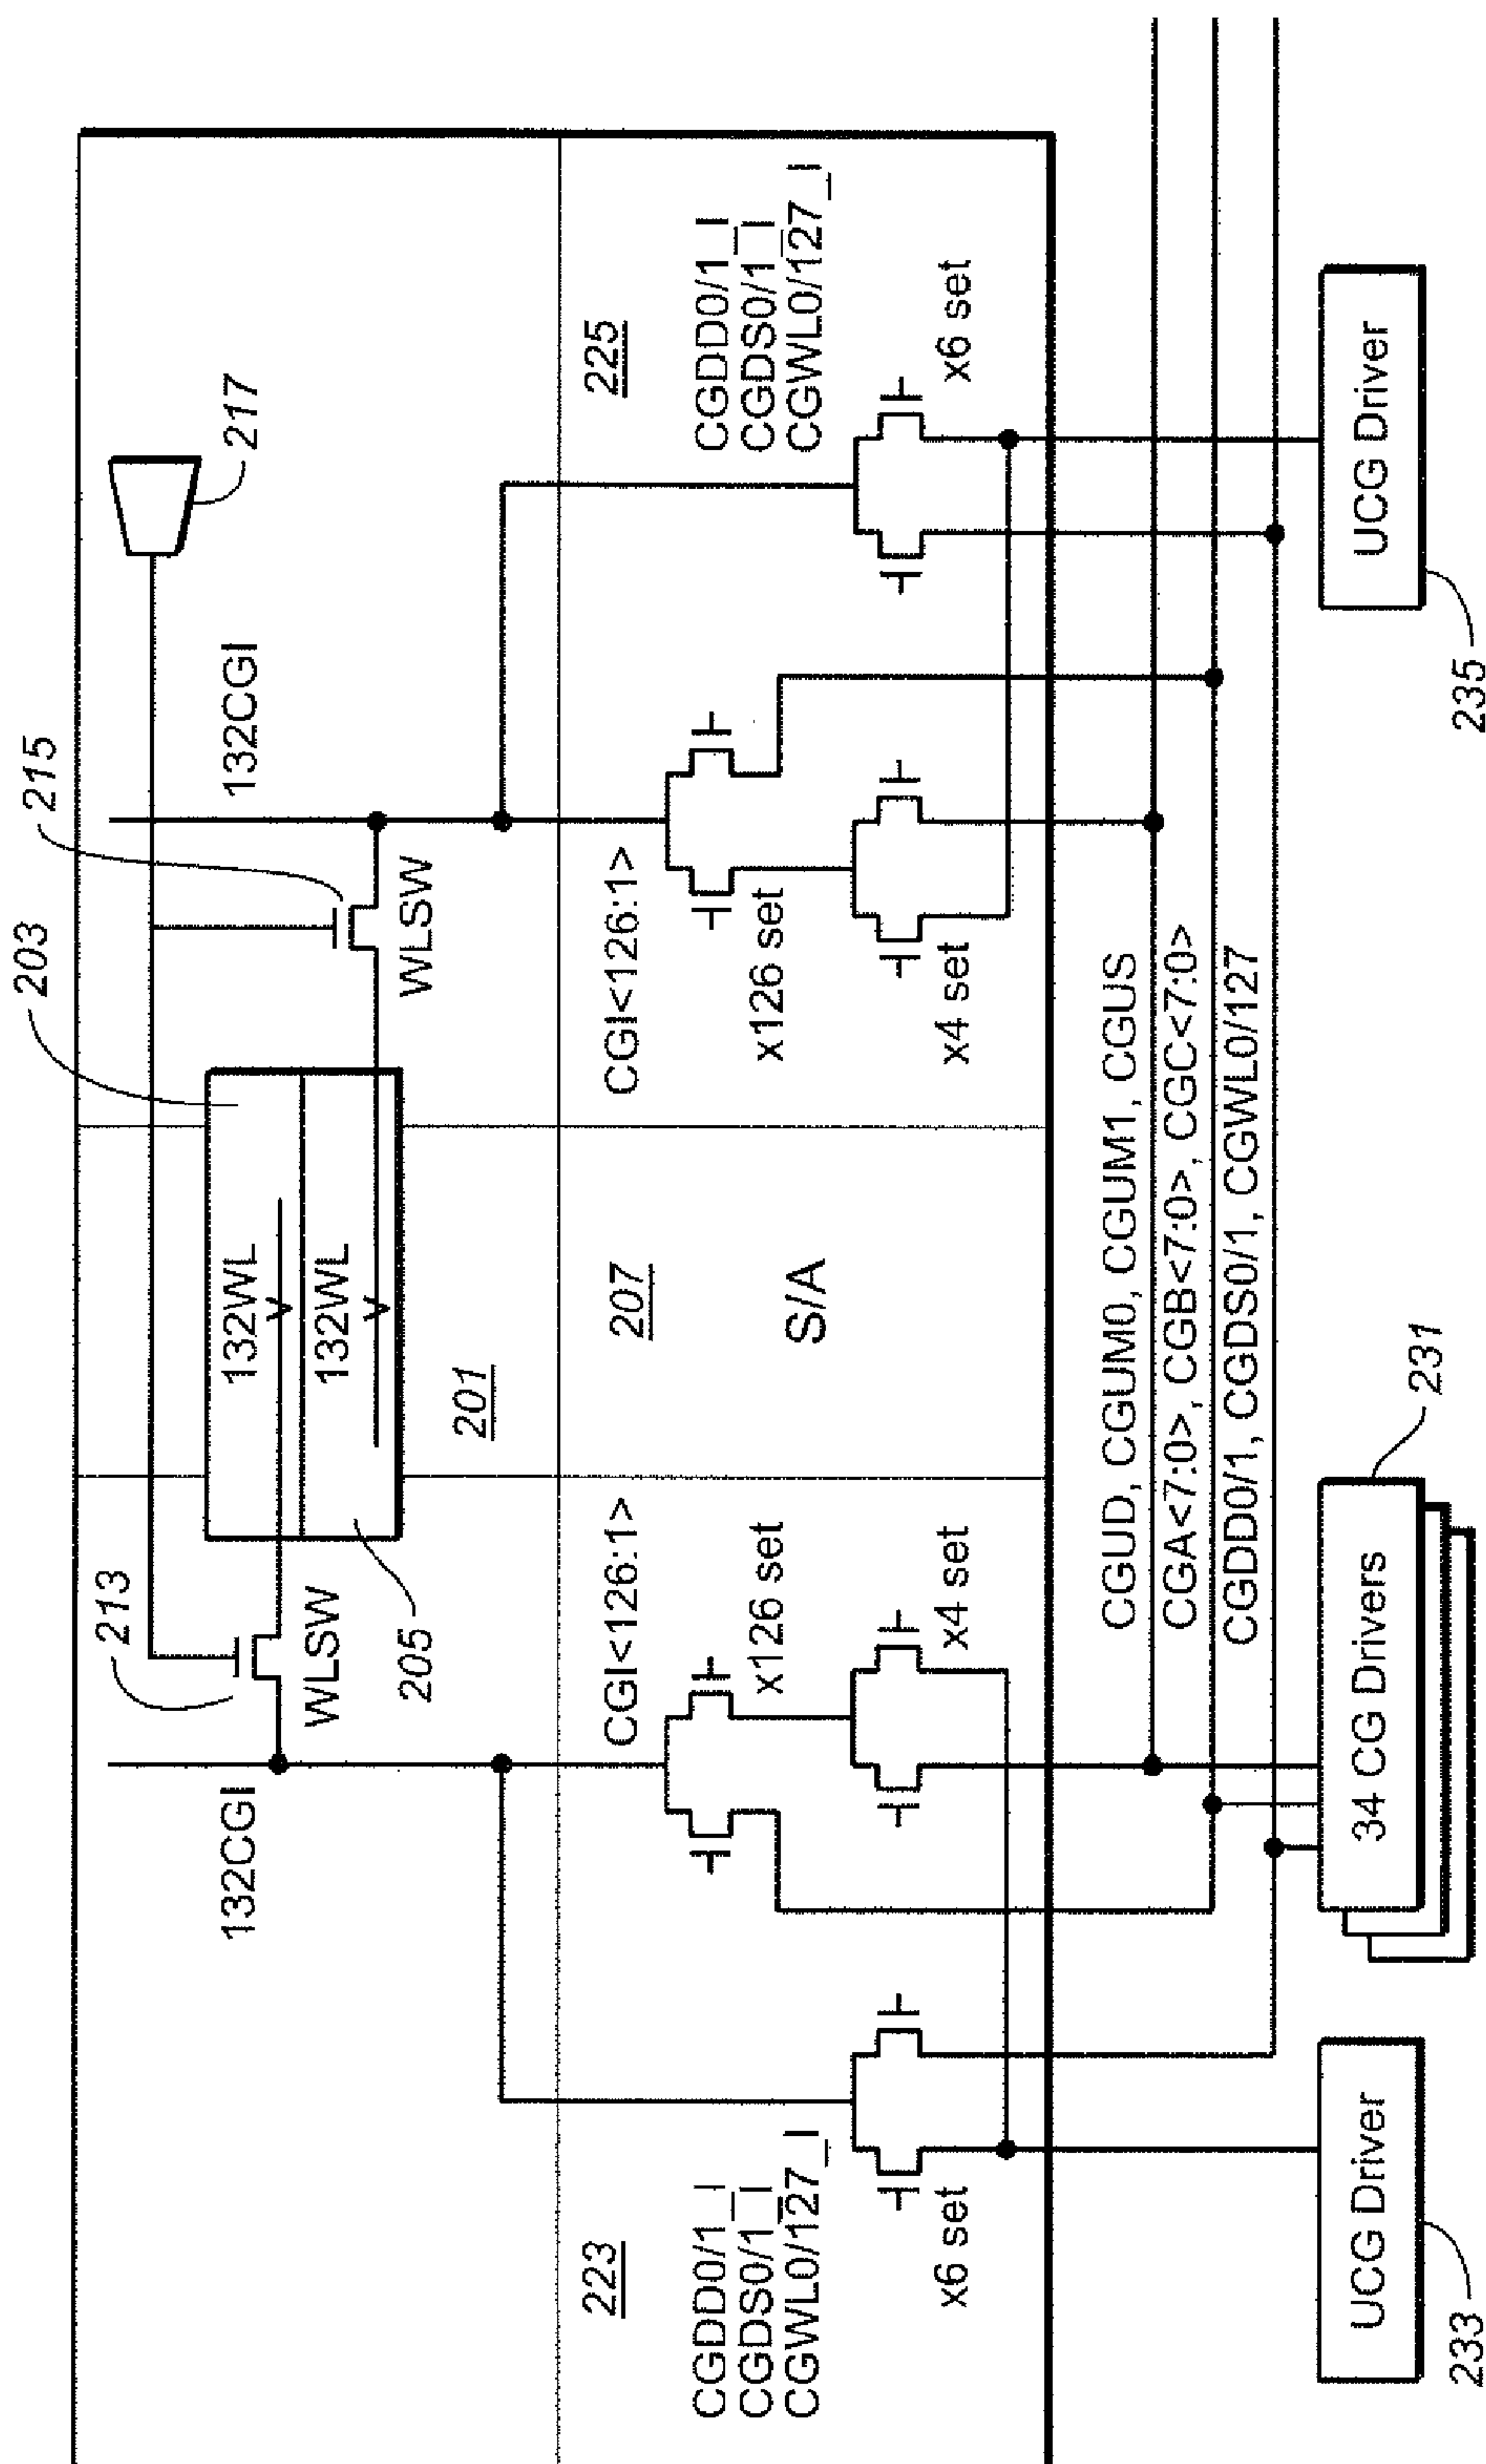 203
215
217
213
132CGI
132WL
132WL
132CGI
WLSW
WLSW
205
201
223
CGDD0/1_I
CGDS0/1_I
CGWL0/127_I
x6 set
CGI<126:1>
x126 set
x4 set
207
S/A
CGI<126:1>
x126 set
x4 set
225
CGDD0/1_I
CGDS0/1_I
CGWL0/127_I
x6 set
CGUD, CGUM0, CGUM1, CGUS
CGA<7:0>, CGB<7:0>, CGC<7:0>
CGDD0/1, CGDS0/1, CGWL0/127
UCG Driver
233
34 CG Drivers
231
UCG Driver
235